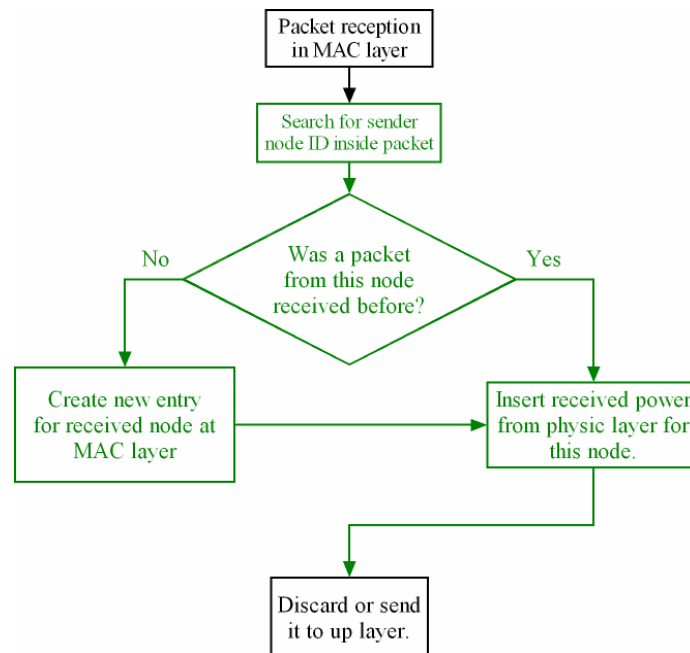 Packet reception
in MAC layer
Search for sender
node ID inside packet
No
Was a packet
from this node
received before?
Yes
Create new entry
for received node at
MAC layer
Insert received power
from physic layer for
this node.
Discard or send
it to up layer.